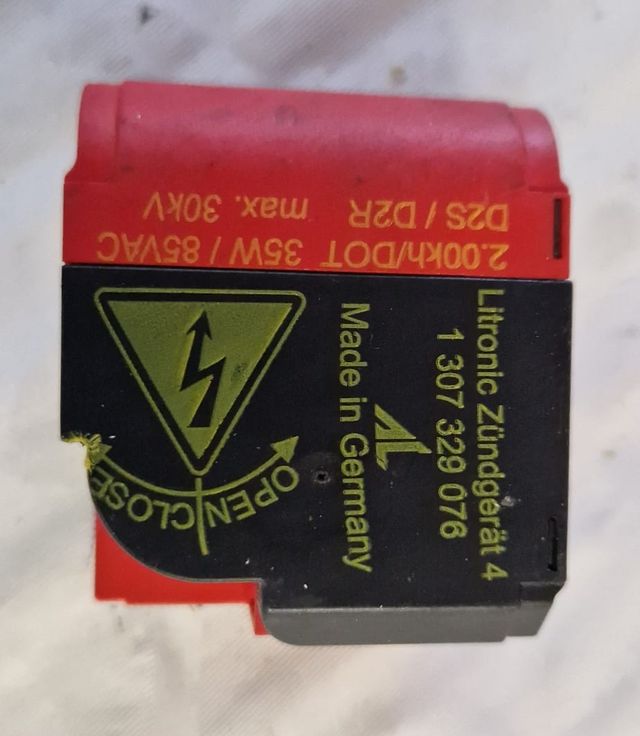 2.00kh/DOT 35W / 85VAC
D2S / D2R max. 30kV
Litronic Zündgerät 4
1 307 329 076
AL
Made in Germany
OPEN CLOSE